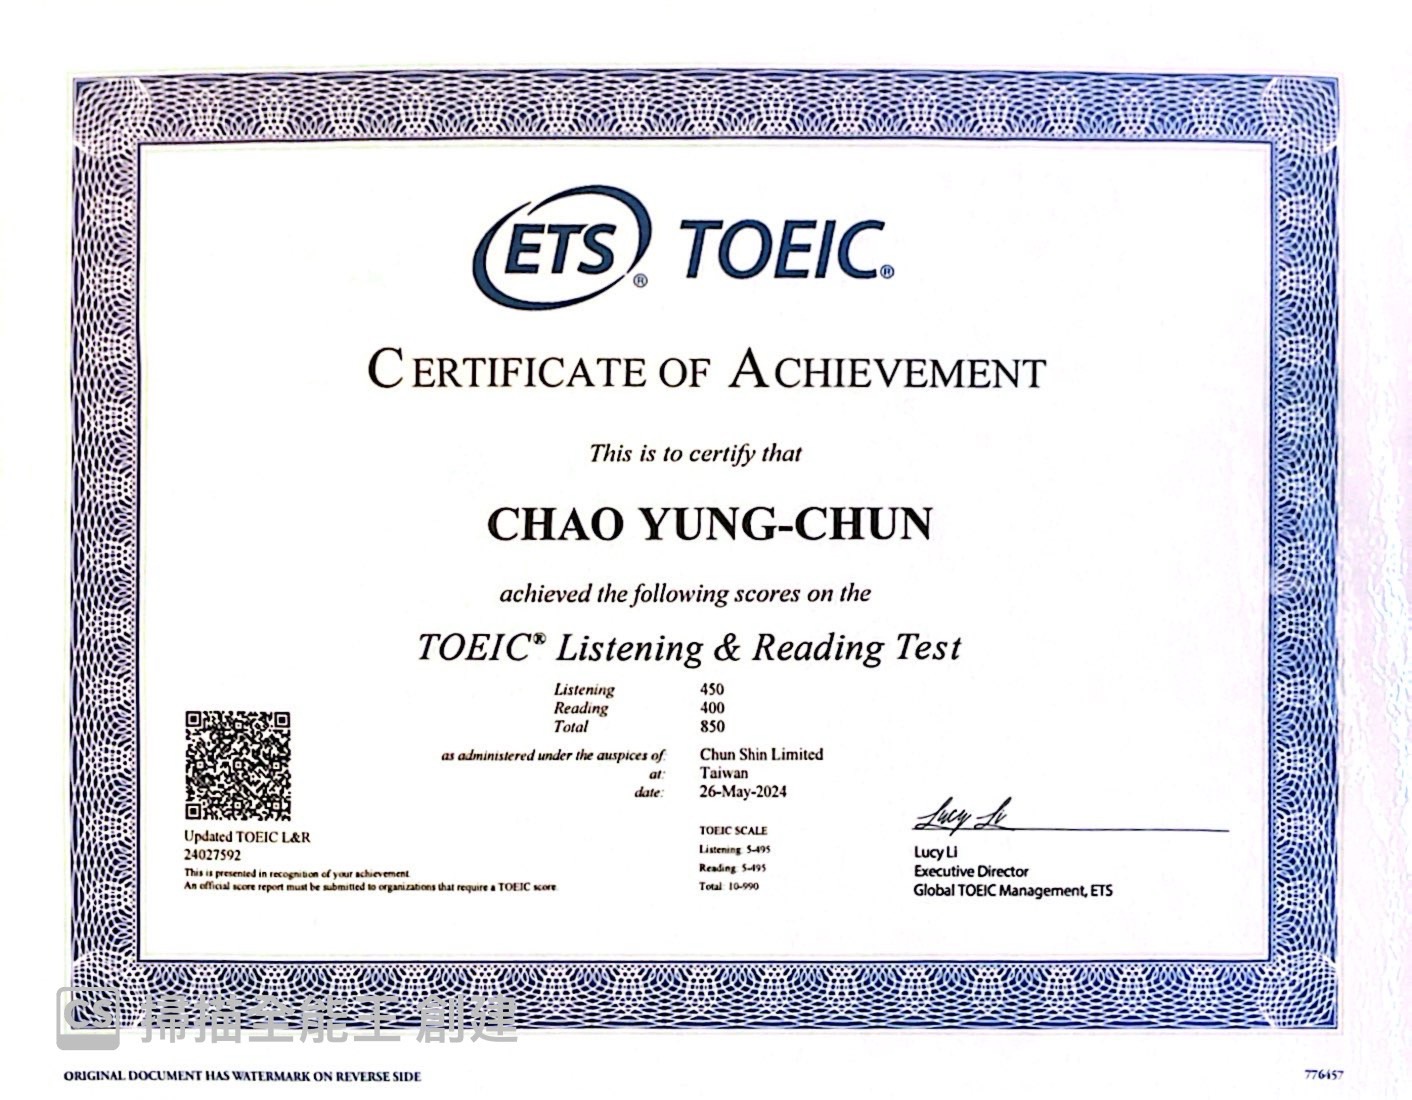 ETS® TOEIC®
CERTIFICATE OF ACHIEVEMENT
This is to certify that
CHAO YUNG-CHUN
achieved the following scores on the
TOEIC® Listening & Reading Test
Listening 450
Reading 400
Total 850
as administered under the auspices of: Chun Shin Limited
at: Taiwan
date: 26-May-2024
Updated TOEIC L&R
24027592
This is presented in recognition of your achievement.
An official score report must be submitted to organizations that require a TOEIC score.
TOEIC SCALE
Listening: 5-495
Reading: 5-495
Total: 10-990
Lucy Li
Lucy Li
Executive Director
Global TOEIC Management, ETS
CS 掃描全能王 創建
ORIGINAL DOCUMENT HAS WATERMARK ON REVERSE SIDE
776457